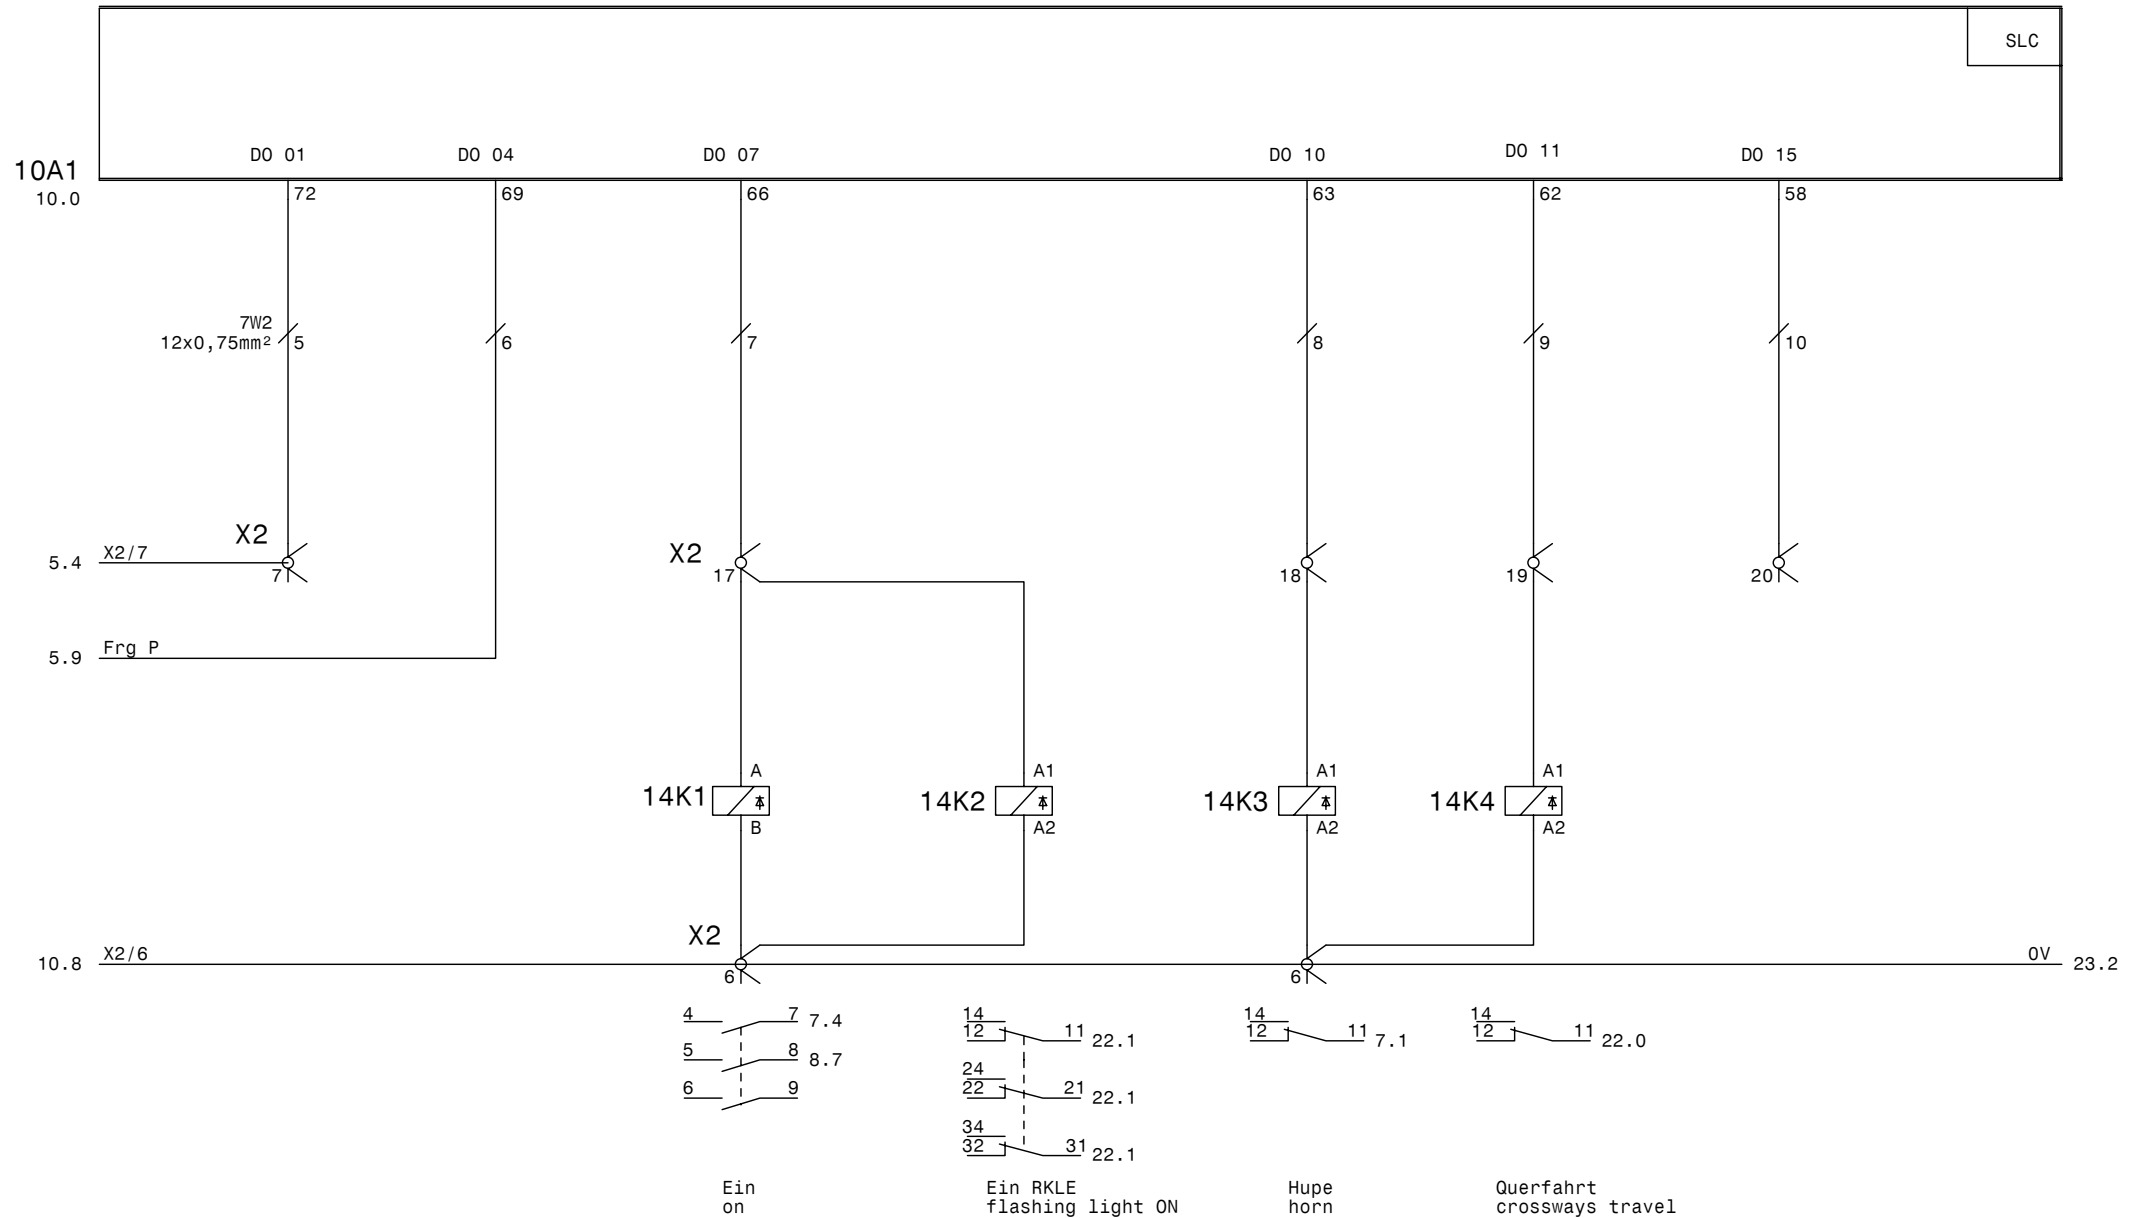 SLC
DO 01 DO 04 DO 07 DO 10 DO 11 DO 15
10A1
10.0
72 69 66 63 62 58
7W2
12x0,75mm² 5 6 7 8 9 10
X2 X2
5.4 X2/7 7 17 18 19 20
5.9 Frg P
A A1 A1 A1
14K1 14K2 14K3 14K4
B A2 A2 A2
X2
10.8 X2/6 0V 23.2
6 6
4 7 7.4 14 12 11 22.1 14 12 11 7.1 14 12 11 22.0
5 8 8.7 24 22 21 22.1
6 9 34 32 31 22.1
Ein Ein RKLE Hupe Querfahrt
on flashing light ON horn crossways travel